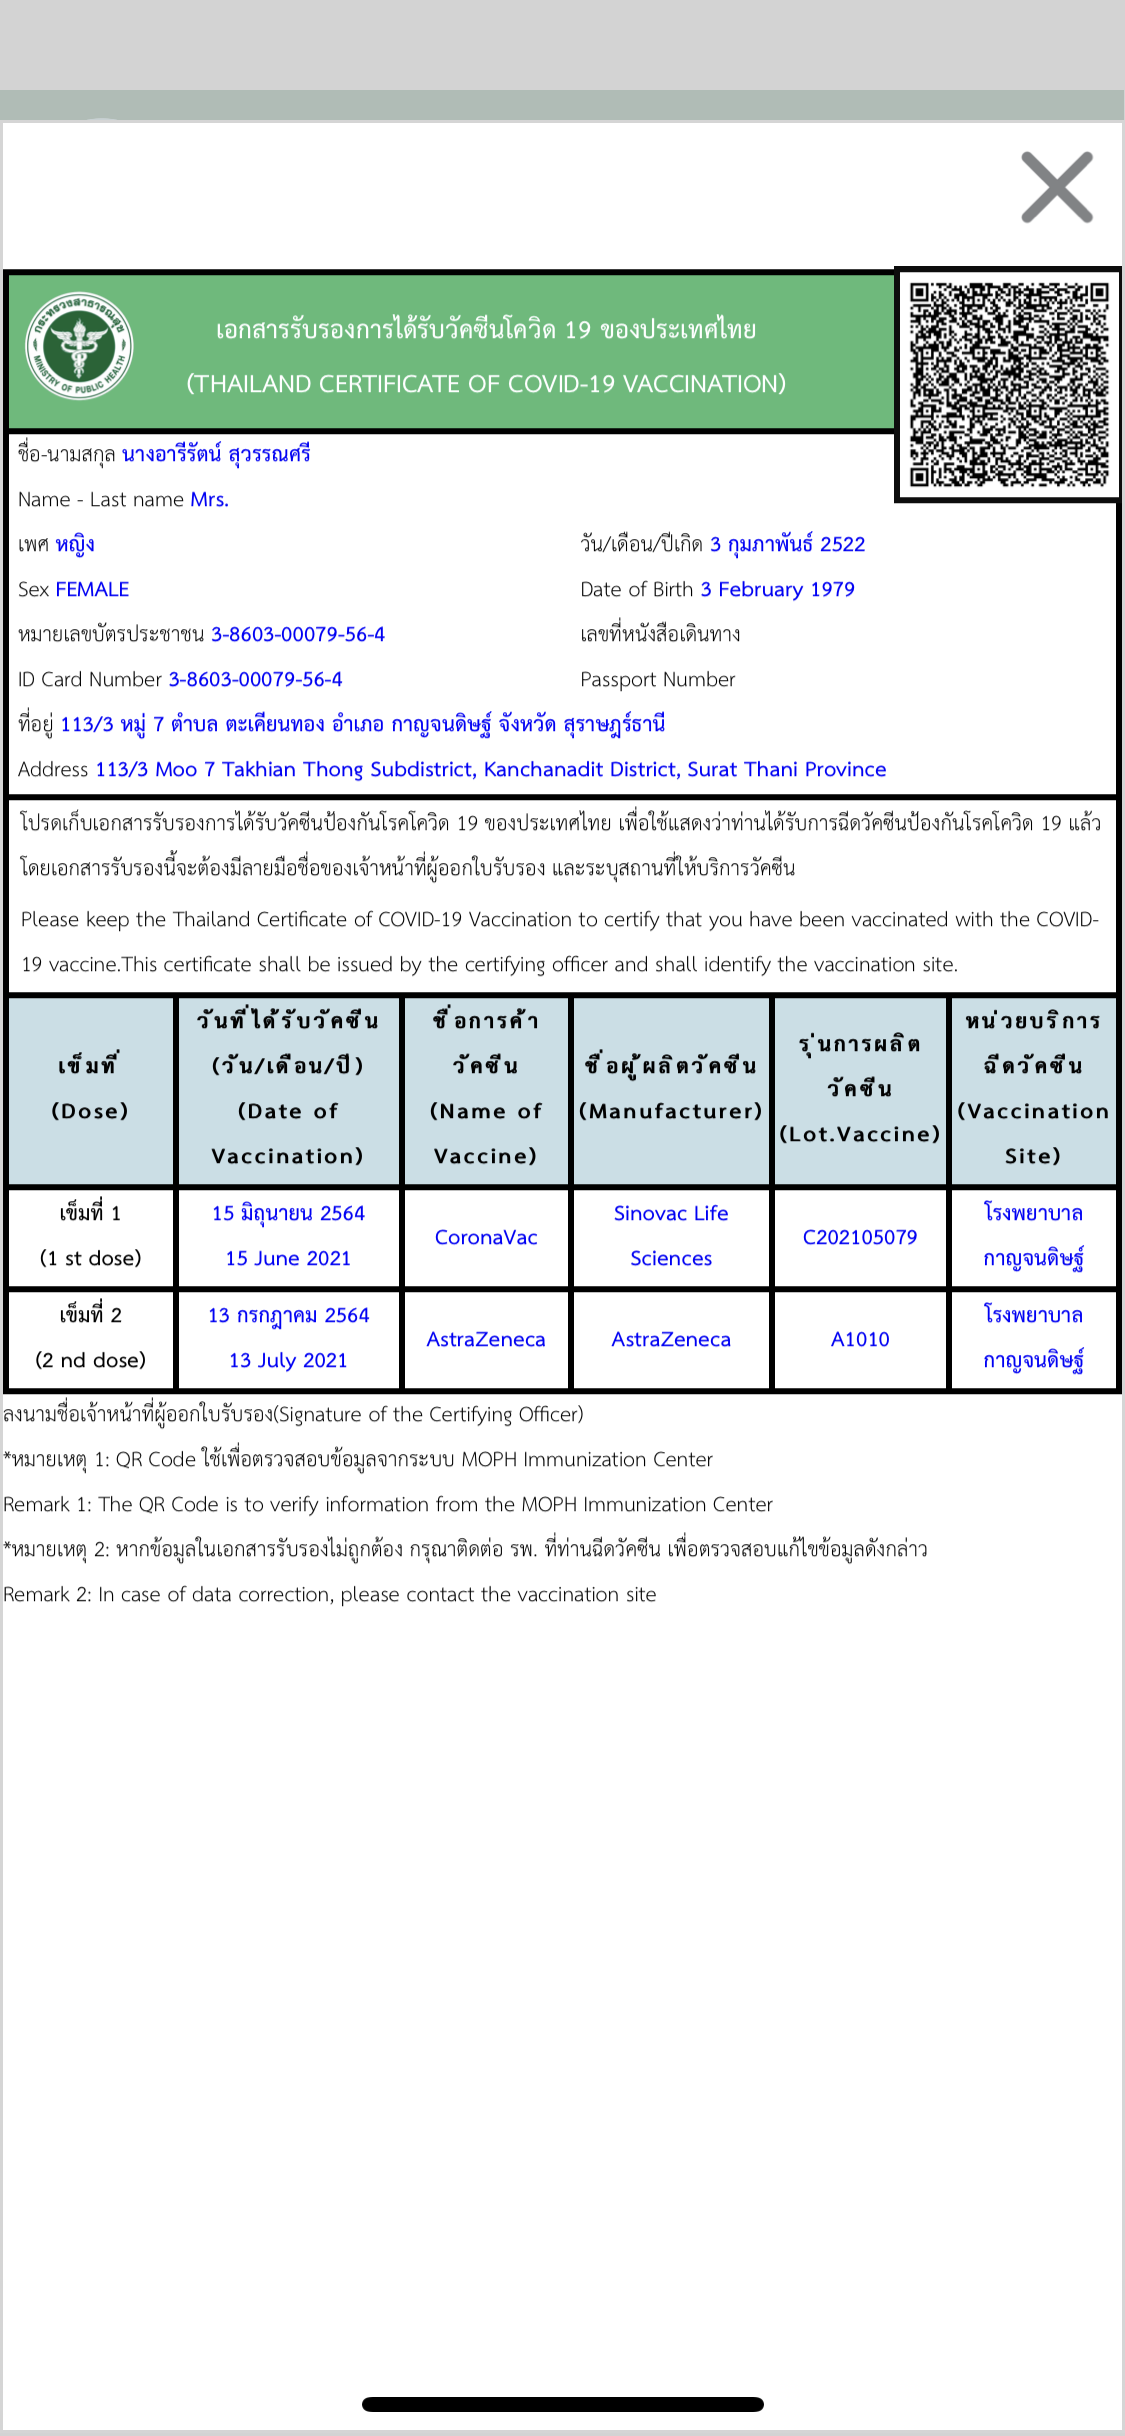 กระทรวงสาธารณสุข
MINISTRY OF PUBLIC HEALTH
เอกสารรับรองการได้รับวัคซีนโควิด 19 ของประเทศไทย
(THAILAND CERTIFICATE OF COVID-19 VACCINATION)
ชื่อ-นามสกุล นางอารีรัตน์ สุวรรณศรี
Name - Last name Mrs.
เพศ หญิง วัน/เดือน/ปีเกิด 3 กุมภาพันธ์ 2522
Sex FEMALE Date of Birth 3 February 1979
หมายเลขบัตรประชาชน 3-8603-00079-56-4 เลขที่หนังสือเดินทาง
ID Card Number 3-8603-00079-56-4 Passport Number
ที่อยู่ 113/3 หมู่ 7 ตำบล ตะเคียนทอง อำเภอ กาญจนดิษฐ์ จังหวัด สุราษฎร์ธานี
Address 113/3 Moo 7 Takhian Thong Subdistrict, Kanchanadit District, Surat Thani Province
โปรดเก็บเอกสารรับรองการได้รับวัคซีนป้องกันโรคโควิด 19 ของประเทศไทย เพื่อใช้แสดงว่าท่านได้รับการฉีดวัคซีนป้องกันโรคโควิด 19 แล้ว
โดยเอกสารรับรองนี้จะต้องมีลายมือชื่อของเจ้าหน้าที่ผู้ออกใบรับรอง และระบุสถานที่ให้บริการวัคซีน
Please keep the Thailand Certificate of COVID-19 Vaccination to certify that you have been vaccinated with the COVID-
19 vaccine.This certificate shall be issued by the certifying officer and shall identify the vaccination site.
เข็มที่
(Dose)
วันที่ได้รับวัคซีน
(วัน/เดือน/ปี)
(Date of
Vaccination)
ชื่อการค้า
วัคซีน
(Name of
Vaccine)
ชื่อผู้ผลิตวัคซีน
(Manufacturer)
รุ่นการผลิต
วัคซีน
(Lot.Vaccine)
หน่วยบริการ
ฉีดวัคซีน
(Vaccination
Site)
เข็มที่ 1
(1 st dose)
15 มิถุนายน 2564
15 June 2021
CoronaVac
Sinovac Life
Sciences
C202105079
โรงพยาบาล
กาญจนดิษฐ์
เข็มที่ 2
(2 nd dose)
13 กรกฎาคม 2564
13 July 2021
AstraZeneca
AstraZeneca
A1010
โรงพยาบาล
กาญจนดิษฐ์
ลงนามชื่อเจ้าหน้าที่ผู้ออกใบรับรอง(Signature of the Certifying Officer)
*หมายเหตุ 1: QR Code ใช้เพื่อตรวจสอบข้อมูลจากระบบ MOPH Immunization Center
Remark 1: The QR Code is to verify information from the MOPH Immunization Center
*หมายเหตุ 2: หากข้อมูลในเอกสารรับรองไม่ถูกต้อง กรุณาติดต่อ รพ. ที่ท่านฉีดวัคซีน เพื่อตรวจสอบแก้ไขข้อมูลดังกล่าว
Remark 2: In case of data correction, please contact the vaccination site